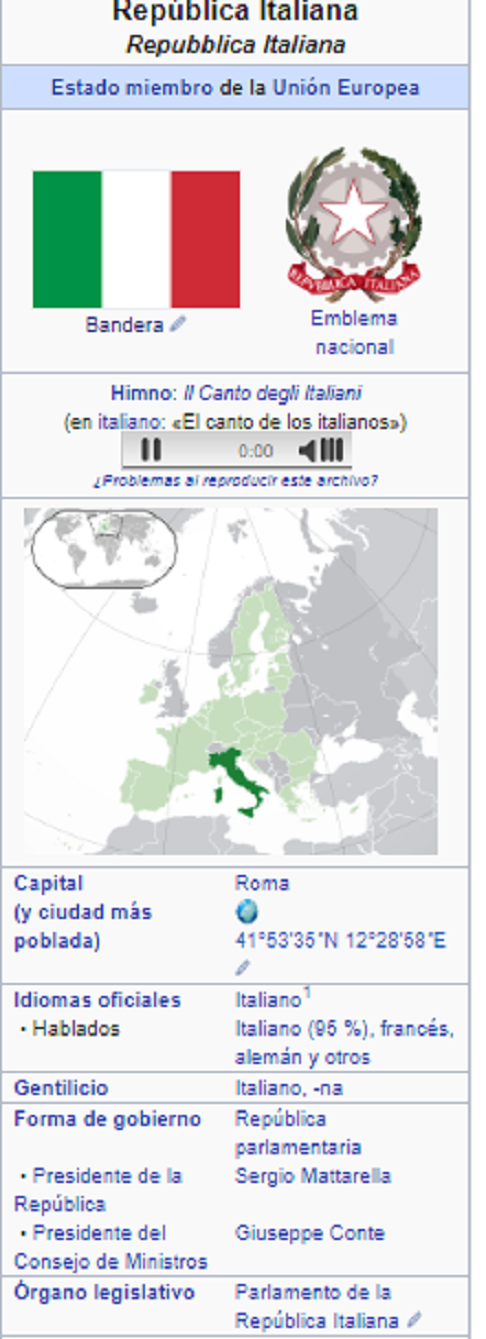 República Italiana
Repubblica Italiana
Estado miembro de la Unión Europea
REPVBBLICA ITALIANA
Bandera
Emblema
nacional
Himno: Il Canto degli Italiani
(en italiano: «El canto de los italianos»)
0:00
¿Problemas al reproducir este archivo?
Capital
(y ciudad más
poblada)
Roma
41°53′35″N 12°28′58″E
Idiomas oficiales
Italiano1
• Hablados
Italiano (95 %), francés,
alemán y otros
Gentilicio
Italiano, -na
Forma de gobierno
República
parlamentaria
• Presidente de la
República
Sergio Mattarella
• Presidente del
Consejo de Ministros
Giuseppe Conte
Órgano legislativo
Parlamento de la
República Italiana